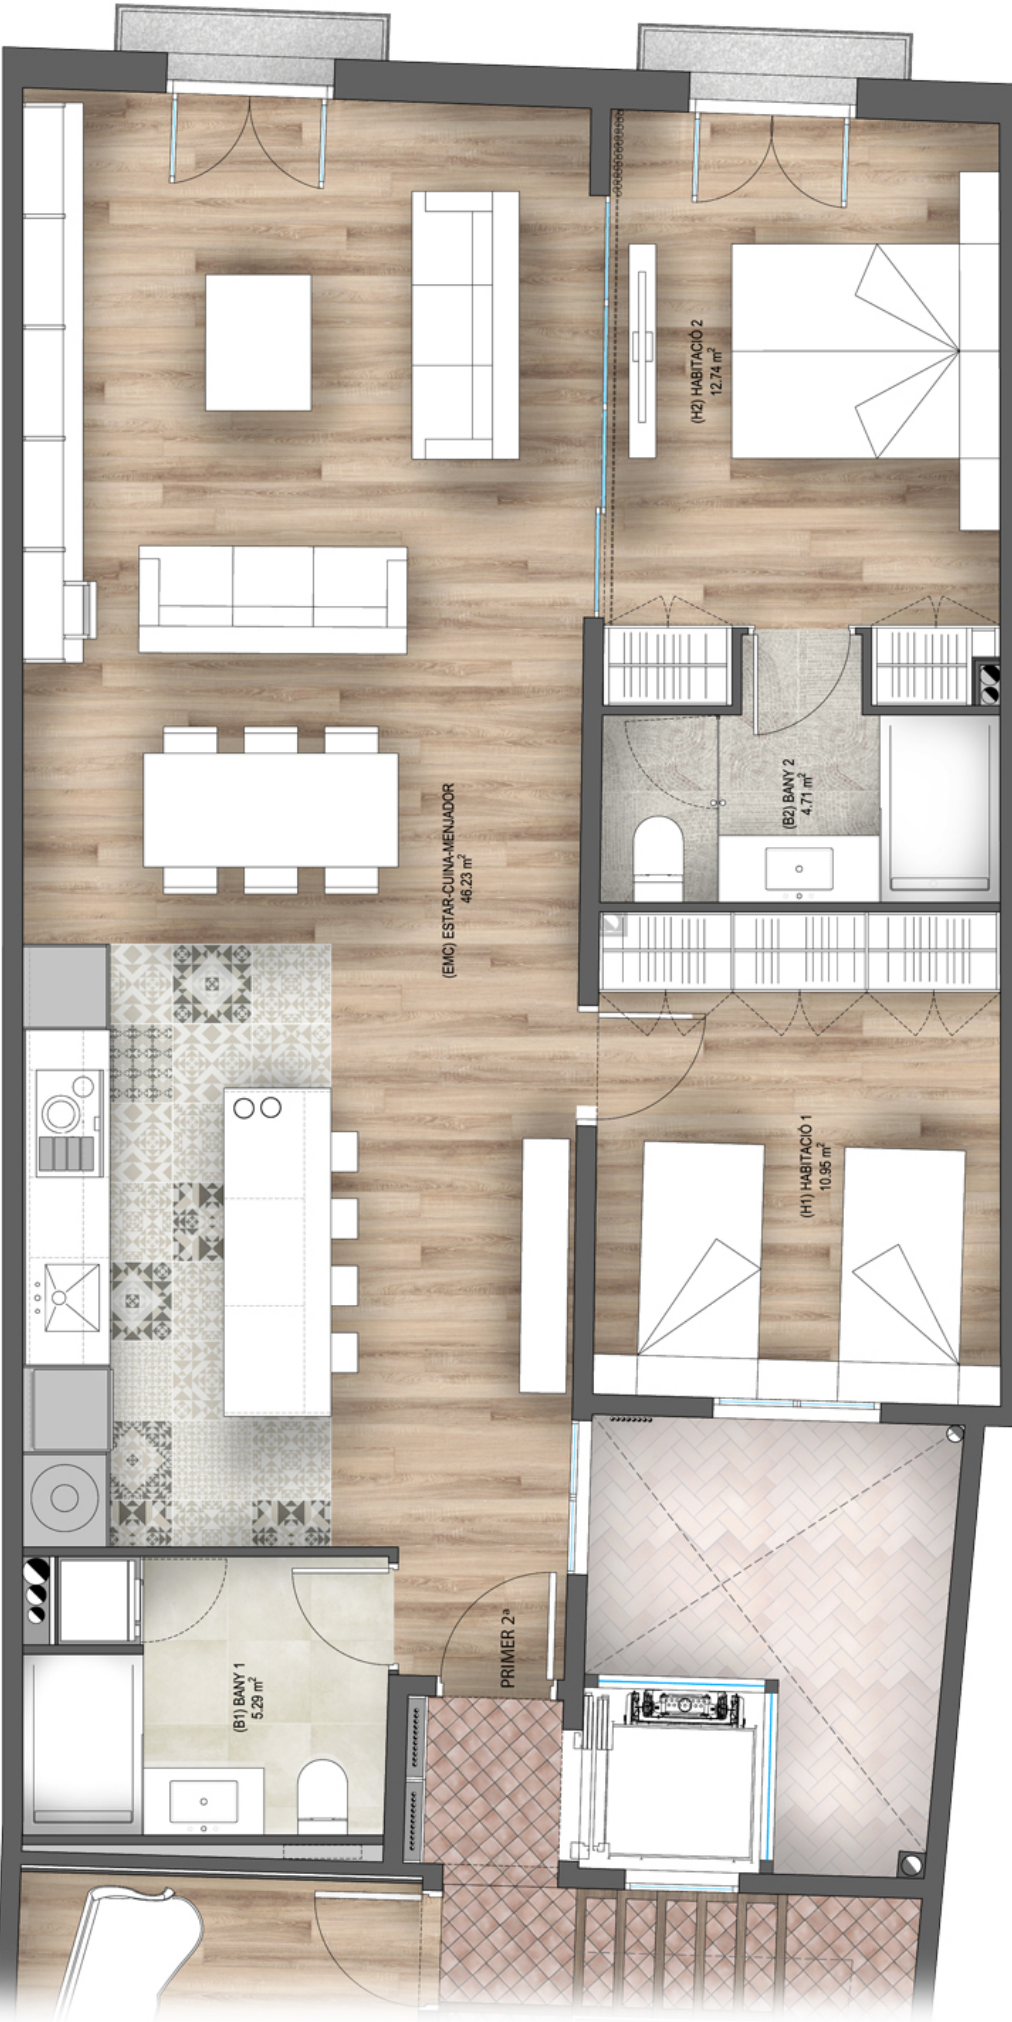 (H2) HABITACIÓ 2
12.74 m²
(B2) BANY 2
4.71 m²
(EMC) ESTAR-CUINA-MENJADOR
46.23 m²
(H1) HABITACIÓ 1
10.95 m²
PRIMER 2ª
(B1) BANY 1
5.29 m²